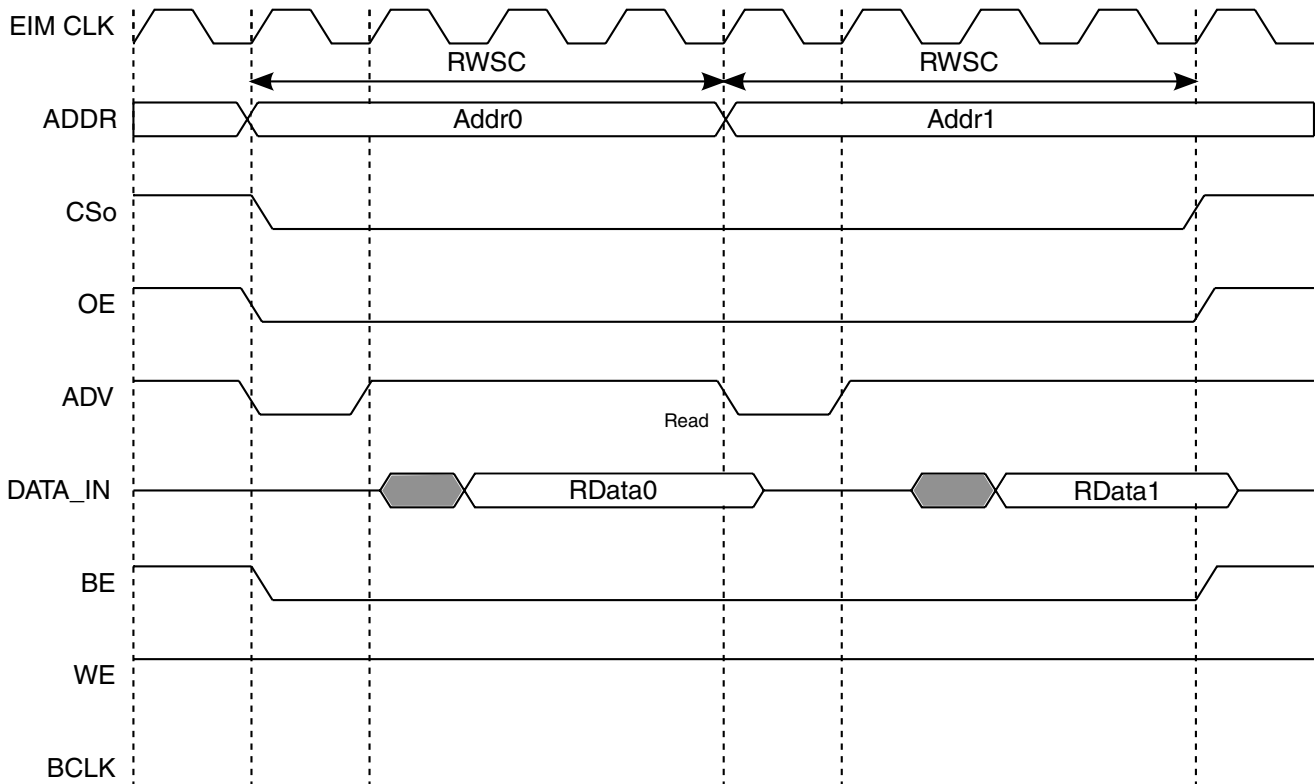 EIM CLK
RWSC RWSC
ADDR Addr0 Addr1
CSo
OE
ADV
Read
DATA_IN RData0 RData1
BE
WE
BCLK